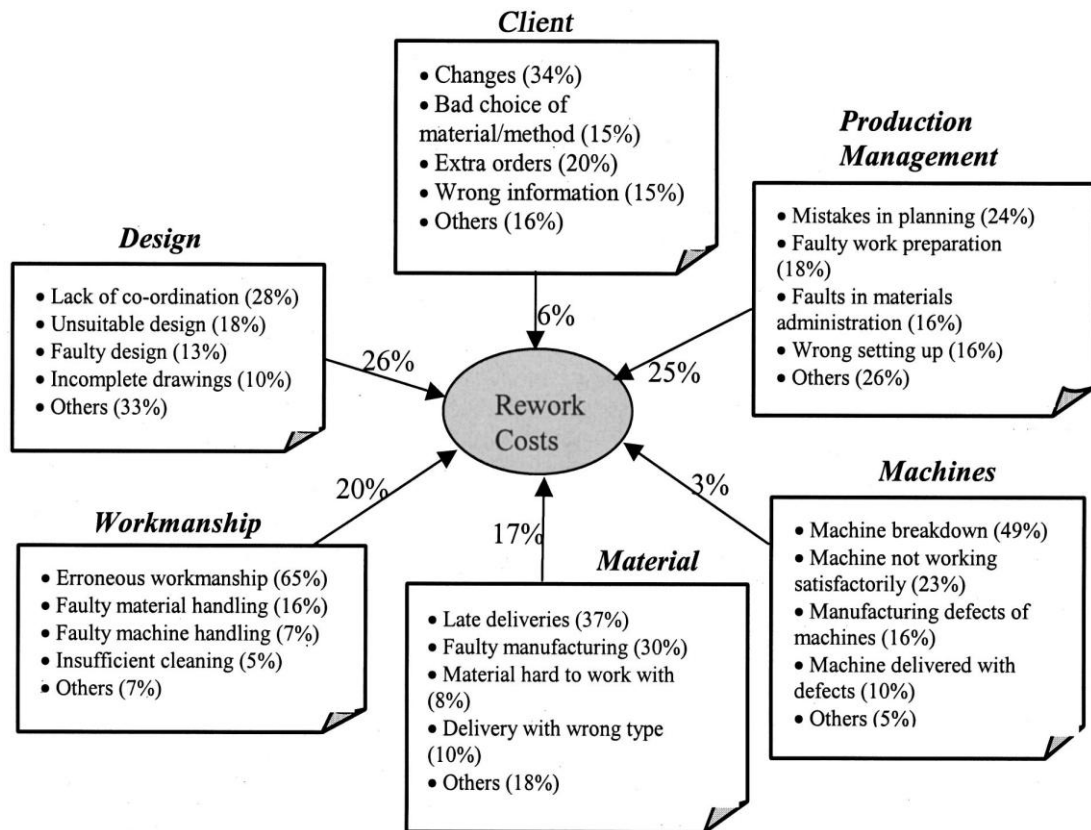 Client
• Changes (34%)
• Bad choice of
material/method (15%)
• Extra orders (20%)
• Wrong information (15%)
• Others (16%)
Production
Management
• Mistakes in planning (24%)
• Faulty work preparation
(18%)
• Faults in materials
administration (16%)
• Wrong setting up (16%)
• Others (26%)
Design
• Lack of co-ordination (28%)
• Unsuitable design (18%)
• Faulty design (13%)
• Incomplete drawings (10%)
• Others (33%)
6%
26%
25%
Rework
Costs
20%
17%
3%
Workmanship
• Erroneous workmanship (65%)
• Faulty material handling (16%)
• Faulty machine handling (7%)
• Insufficient cleaning (5%)
• Others (7%)
Material
• Late deliveries (37%)
• Faulty manufacturing (30%)
• Material hard to work with
(8%)
• Delivery with wrong type
(10%)
• Others (18%)
Machines
• Machine breakdown (49%)
• Machine not working
satisfactorily (23%)
• Manufacturing defects of
machines (16%)
• Machine delivered with
defects (10%)
• Others (5%)